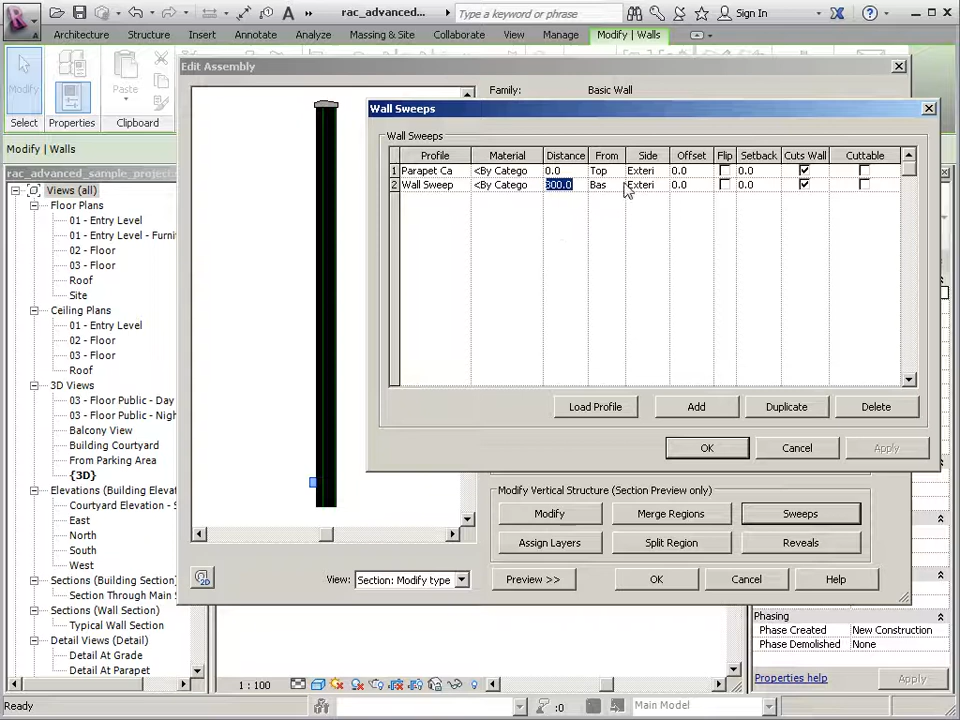 rac_advanced...
Type a keyword or phrase
Sign In
Architecture Structure Insert Annotate Analyze Massing & Site Collaborate View Manage Modify | Walls
Modify
Paste
Select Properties Clipboard
Modify | Walls
rac_advanced_sample_project
Views (all)
Floor Plans
01 - Entry Level
01 - Entry Level - Furni
02 - Floor
03 - Floor
Roof
Site
Ceiling Plans
01 - Entry Level
02 - Floor
03 - Floor
Roof
3D Views
03 - Floor Public - Day
03 - Floor Public - Nigh
Balcony View
Building Courtyard
From Parking Area
{3D}
Elevations (Building Eleva
Courtyard Elevation -
East
North
South
West
Sections (Building Section)
Section Through Main
Sections (Wall Section)
Typical Wall Section
Detail Views (Detail)
Detail At Grade
Detail At Parapet
Edit Assembly
Family: Basic Wall
Wall Sweeps
Wall Sweeps
Profile Material Distance From Side Offset Flip Setback Cuts Wall Cuttable
1 Parapet Ca <By Catego 0.0 Top Exteri 0.0 0.0
2 Wall Sweep <By Catego 300.0 Bas Exteri 0.0 0.0
Load Profile Add Duplicate Delete
OK Cancel Apply
Modify Vertical Structure (Section Preview only)
Modify Merge Regions Sweeps
Assign Layers Split Region Reveals
View: Section: Modify type
Preview >> OK Cancel Help
Phasing
Phase Created New Construction
Phase Demolished None
Properties help Apply
1 : 100
Ready
:0
Main Model